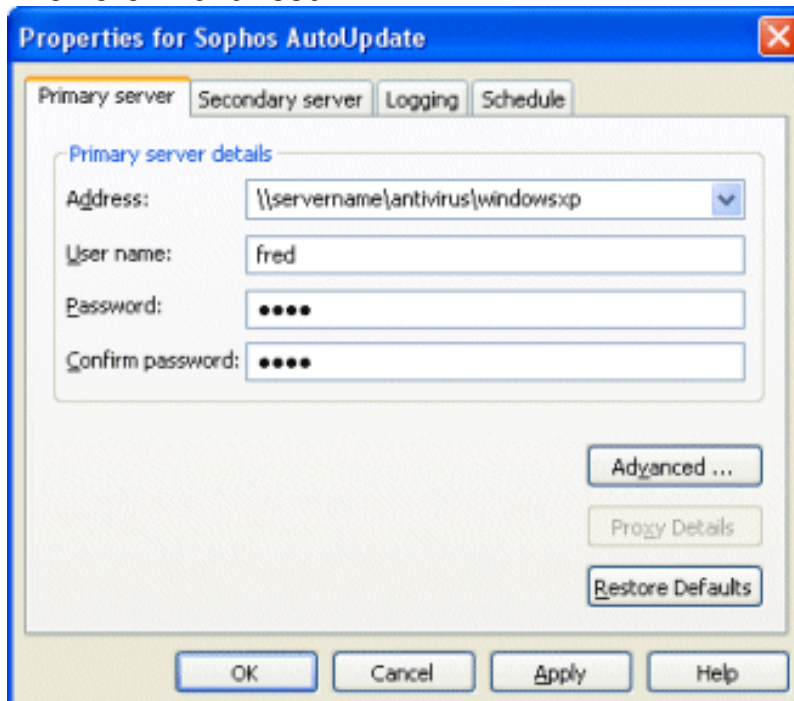 Properties for Sophos AutoUpdate
Primary server Secondary server Logging Schedule
Primary server details
Address: \\servername\antivirus\windowsxp
User name: fred
Password: ••••
Confirm password: ••••
Advanced ...
Proxy Details
Restore Defaults
OK Cancel Apply Help